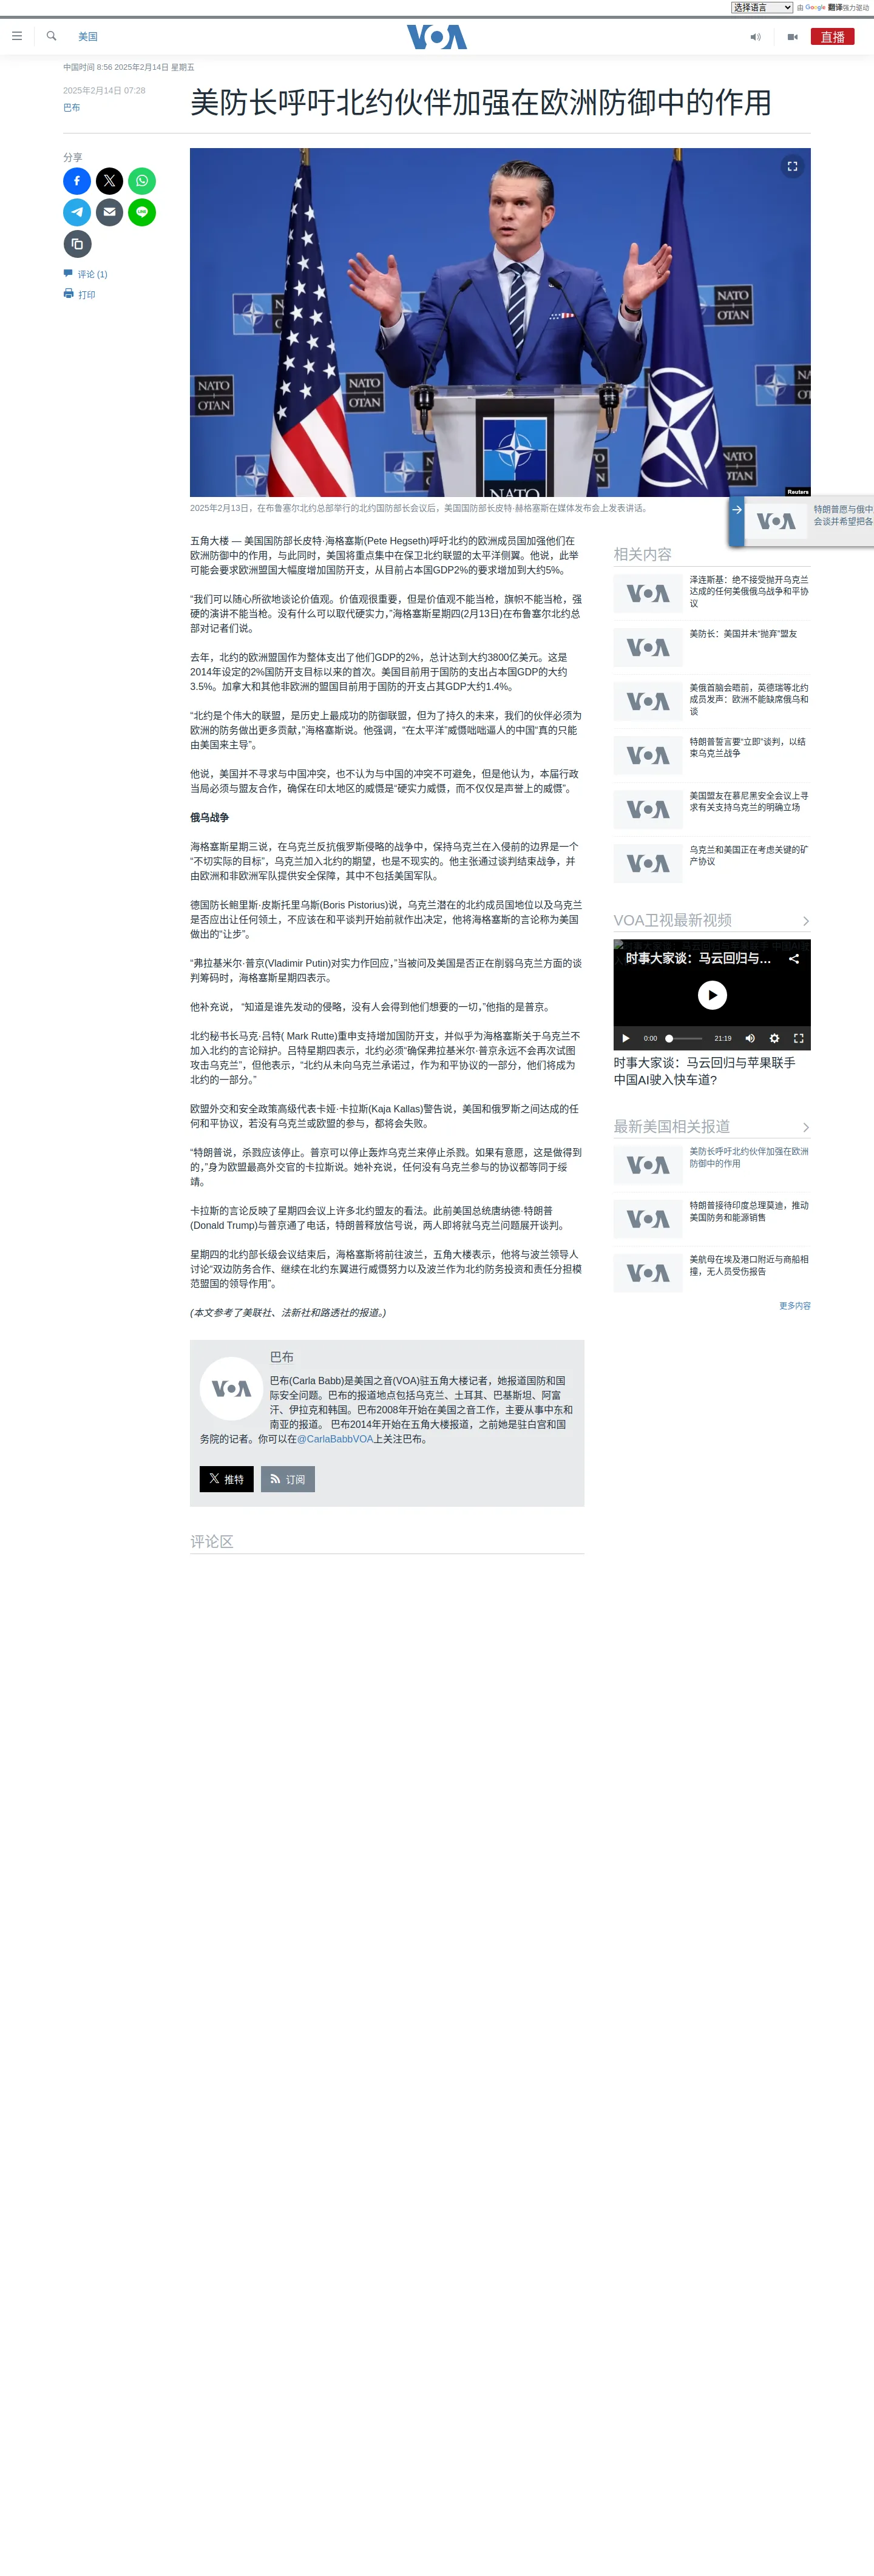 选择语言 由 Google 翻译强力驱动
美国
VOA
直播
中国时间 8:56 2025年2月14日 星期五
2025年2月14日 07:28
巴布
美防长呼吁北约伙伴加强在欧洲防御中的作用
分享
评论 (1)
打印
NATO
OTAN
NATO
OTAN
NATO
OTAN
NATO
OTAN
NATO
OTAN
NATO
Reuters
2025年2月13日，在布鲁塞尔北约总部举行的北约国防部长会议后，美国国防部长皮特·赫格塞斯在媒体发布会上发表讲话。
特朗普愿与俄中
会谈并希望把各
五角大楼 — 美国国防部长皮特·海格塞斯(Pete Hegseth)呼吁北约的欧洲成员国加强他们在
欧洲防御中的作用，与此同时，美国将重点集中在保卫北约联盟的太平洋侧翼。他说，此举
可能会要求欧洲盟国大幅度增加国防开支，从目前占本国GDP2%的要求增加到大约5%。
“我们可以随心所欲地谈论价值观。价值观很重要，但是价值观不能当枪，旗帜不能当枪，强
硬的演讲不能当枪。没有什么可以取代硬实力，”海格塞斯星期四(2月13日)在布鲁塞尔北约总
部对记者们说。
去年，北约的欧洲盟国作为整体支出了他们GDP的2%，总计达到大约3800亿美元。这是
2014年设定的2%国防开支目标以来的首次。美国目前用于国防的支出占本国GDP的大约
3.5%。加拿大和其他非欧洲的盟国目前用于国防的开支占其GDP大约1.4%。
“北约是个伟大的联盟，是历史上最成功的防御联盟，但为了持久的未来，我们的伙伴必须为
欧洲的防务做出更多贡献，”海格塞斯说。他强调，“在太平洋”威慑咄咄逼人的中国“真的只能
由美国来主导”。
他说，美国并不寻求与中国冲突，也不认为与中国的冲突不可避免，但是他认为，本届行政
当局必须与盟友合作，确保在印太地区的威慑是“硬实力威慑，而不仅仅是声誉上的威慑”。
俄乌战争
海格塞斯星期三说，在乌克兰反抗俄罗斯侵略的战争中，保持乌克兰在入侵前的边界是一个
“不切实际的目标”，乌克兰加入北约的期望，也是不现实的。他主张通过谈判结束战争，并
由欧洲和非欧洲军队提供安全保障，其中不包括美国军队。
德国防长鲍里斯·皮斯托里乌斯(Boris Pistorius)说，乌克兰潜在的北约成员国地位以及乌克兰
是否应出让任何领土，不应该在和平谈判开始前就作出决定，他将海格塞斯的言论称为美国
做出的“让步”。
“弗拉基米尔·普京(Vladimir Putin)对实力作回应，”当被问及美国是否正在削弱乌克兰方面的谈
判筹码时，海格塞斯星期四表示。
他补充说， “知道是谁先发动的侵略，没有人会得到他们想要的一切，”他指的是普京。
北约秘书长马克·吕特( Mark Rutte)重申支持增加国防开支，并似乎为海格塞斯关于乌克兰不
加入北约的言论辩护。吕特星期四表示，北约必须“确保弗拉基米尔·普京永远不会再次试图
攻击乌克兰”，但他表示，“北约从未向乌克兰承诺过，作为和平协议的一部分，他们将成为
北约的一部分。”
欧盟外交和安全政策高级代表卡娅·卡拉斯(Kaja Kallas)警告说，美国和俄罗斯之间达成的任
何和平协议，若没有乌克兰或欧盟的参与，都将会失败。
“特朗普说，杀戮应该停止。普京可以停止轰炸乌克兰来停止杀戮。如果有意愿，这是做得到
的，”身为欧盟最高外交官的卡拉斯说。她补充说，任何没有乌克兰参与的协议都等同于绥
靖。
卡拉斯的言论反映了星期四会议上许多北约盟友的看法。此前美国总统唐纳德·特朗普
(Donald Trump)与普京通了电话，特朗普释放信号说，两人即将就乌克兰问题展开谈判。
星期四的北约部长级会议结束后，海格塞斯将前往波兰，五角大楼表示，他将与波兰领导人
讨论“双边防务合作、继续在北约东翼进行威慑努力以及波兰作为北约防务投资和责任分担模
范盟国的领导作用”。
(本文参考了美联社、法新社和路透社的报道。)
巴布
巴布(Carla Babb)是美国之音(VOA)驻五角大楼记者，她报道国防和国
际安全问题。巴布的报道地点包括乌克兰、土耳其、巴基斯坦、阿富
汗、伊拉克和韩国。巴布2008年开始在美国之音工作，主要从事中东和
南亚的报道。 巴布2014年开始在五角大楼报道，之前她是驻白宫和国
务院的记者。你可以在@CarlaBabbVOA上关注巴布。
推特
订阅
评论区
相关内容
泽连斯基：绝不接受抛开乌克兰
达成的任何美俄俄乌战争和平协
议
美防长：美国并未“抛弃”盟友
美俄首脑会晤前，英德瑞等北约
成员发声：欧洲不能缺席俄乌和
谈
特朗普誓言要“立即”谈判，以结
束乌克兰战争
美国盟友在慕尼黑安全会议上寻
求有关支持乌克兰的明确立场
乌克兰和美国正在考虑关键的矿
产协议
VOA卫视最新视频
时事大家谈：马云回归与…
0:00
21:19
时事大家谈：马云回归与苹果联手
中国AI驶入快车道?
最新美国相关报道
美防长呼吁北约伙伴加强在欧洲
防御中的作用
特朗普接待印度总理莫迪，推动
美国防务和能源销售
美航母在埃及港口附近与商船相
撞，无人员受伤报告
更多内容